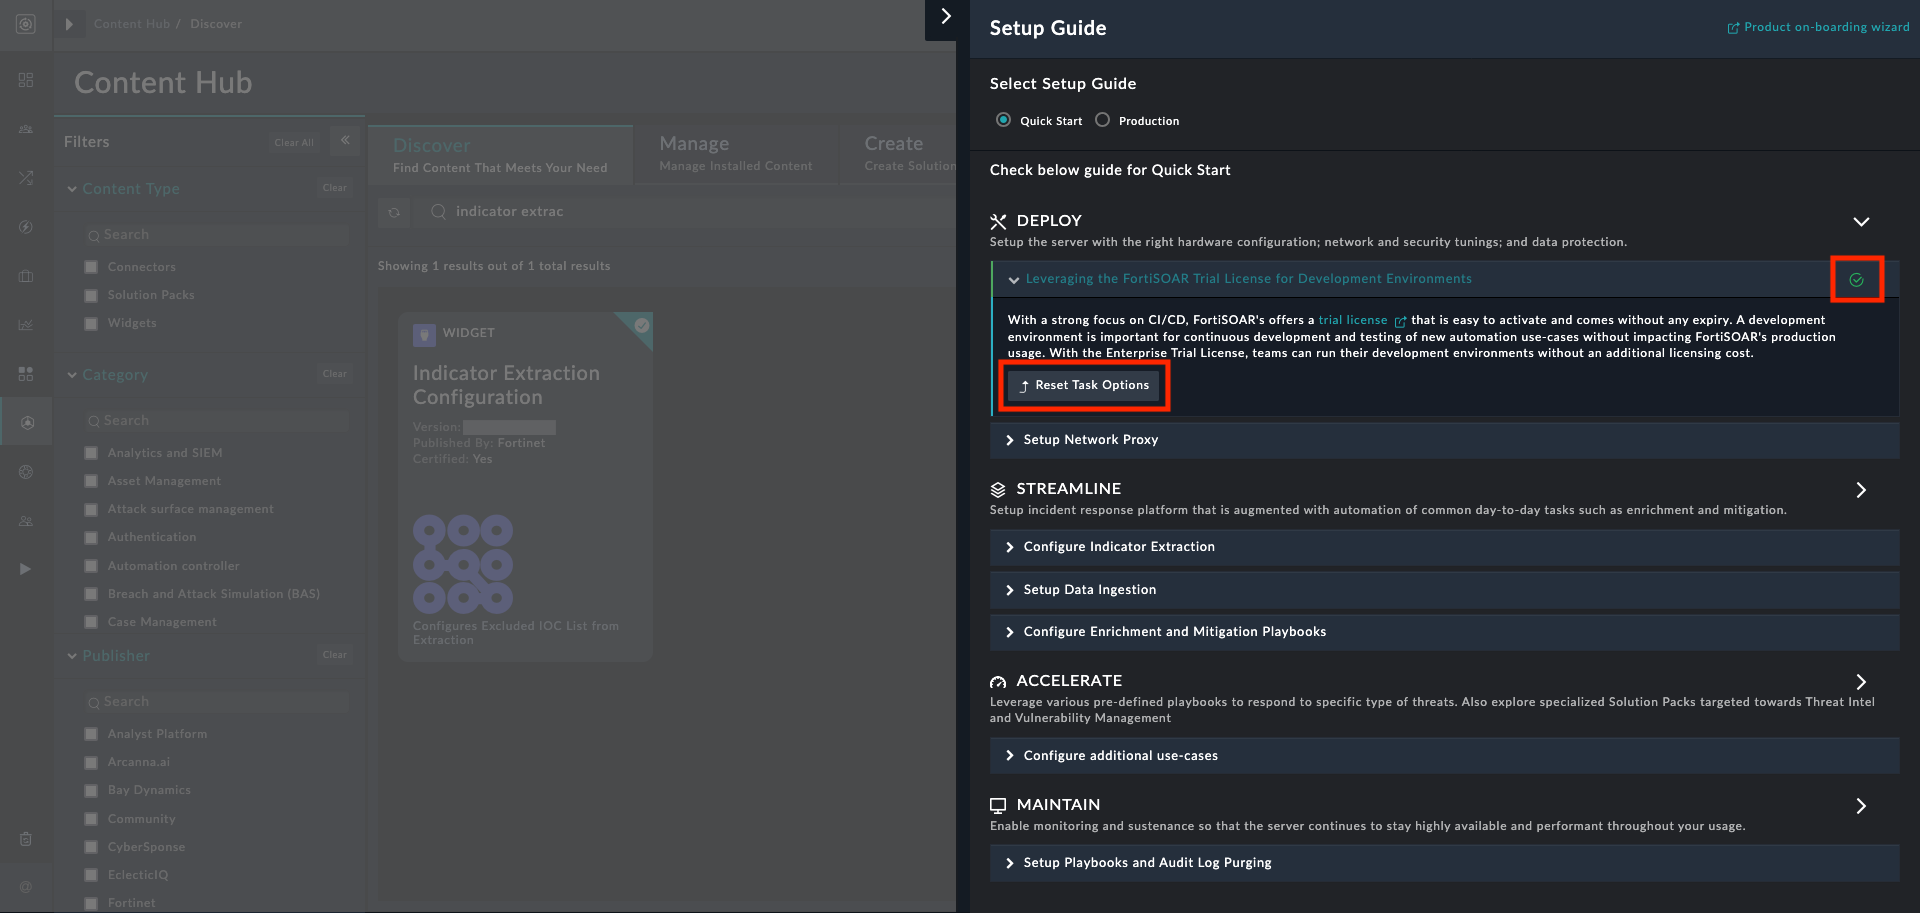 Content Hub / Discover
Content Hub
Filters
Clear All
Content Type
Clear
Search
Connectors
Solution Packs
Widgets
Category
Clear
Search
Analytics and SIEM
Asset Management
Attack surface management
Authentication
Automation controller
Breach and Attack Simulation (BAS)
Case Management
Publisher
Clear
Search
Analyst Platform
Arcanna.ai
Bay Dynamics
Community
CyberSponse
EclecticIQ
Fortinet
Discover
Find Content That Meets Your Need
Manage
Manage Installed Content
Create
Create Solution
indicator extrac
Showing 1 results out of 1 total results
WIDGET
Indicator Extraction
Configuration
Version:
Published By: Fortinet
Certified: Yes
Configures Excluded IOC List from
Extraction
Setup Guide
Product on-boarding wizard
Select Setup Guide
Quick Start
Production
Check below guide for Quick Start
DEPLOY
Setup the server with the right hardware configuration; network and security tunings; and data protection.
Leveraging the FortiSOAR Trial License for Development Environments
With a strong focus on CI/CD, FortiSOAR's offers a trial license that is easy to activate and comes without any expiry. A development
environment is important for continuous development and testing of new automation use-cases without impacting FortiSOAR's production
usage. With the Enterprise Trial License, teams can run their development environments without an additional licensing cost.
Reset Task Options
Setup Network Proxy
STREAMLINE
Setup incident response platform that is augmented with automation of common day-to-day tasks such as enrichment and mitigation.
Configure Indicator Extraction
Setup Data Ingestion
Configure Enrichment and Mitigation Playbooks
ACCELERATE
Leverage various pre-defined playbooks to respond to specific type of threats. Also explore specialized Solution Packs targeted towards Threat Intel
and Vulnerability Management
Configure additional use-cases
MAINTAIN
Enable monitoring and sustenance so that the server continues to stay highly available and performant throughout your usage.
Setup Playbooks and Audit Log Purging